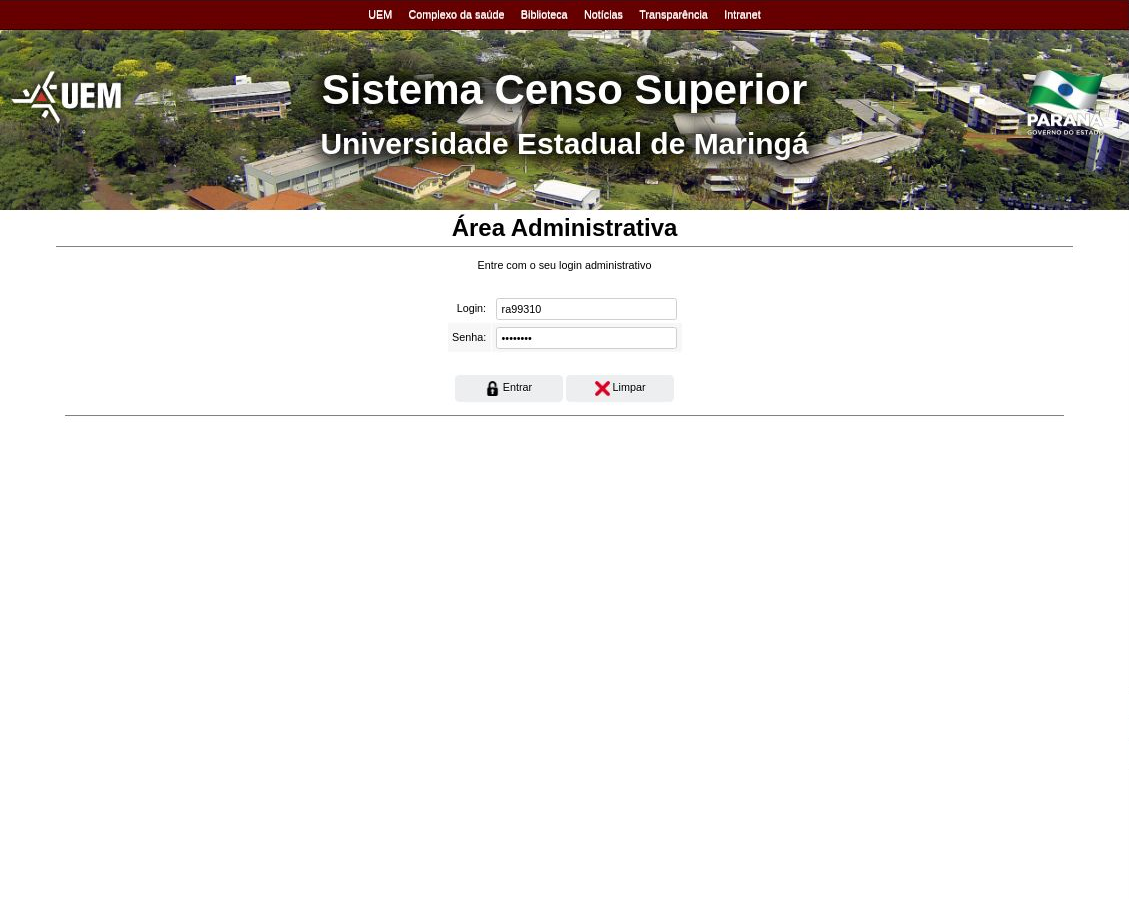 UEM Complexo da saúde Biblioteca Notícias Transparência Intranet
UEM
Sistema Censo Superior
Universidade Estadual de Maringá
PARANÁ
GOVERNO DO ESTADO
Área Administrativa
Entre com o seu login administrativo
Login: ra99310
Senha: ••••••••
Entrar Limpar